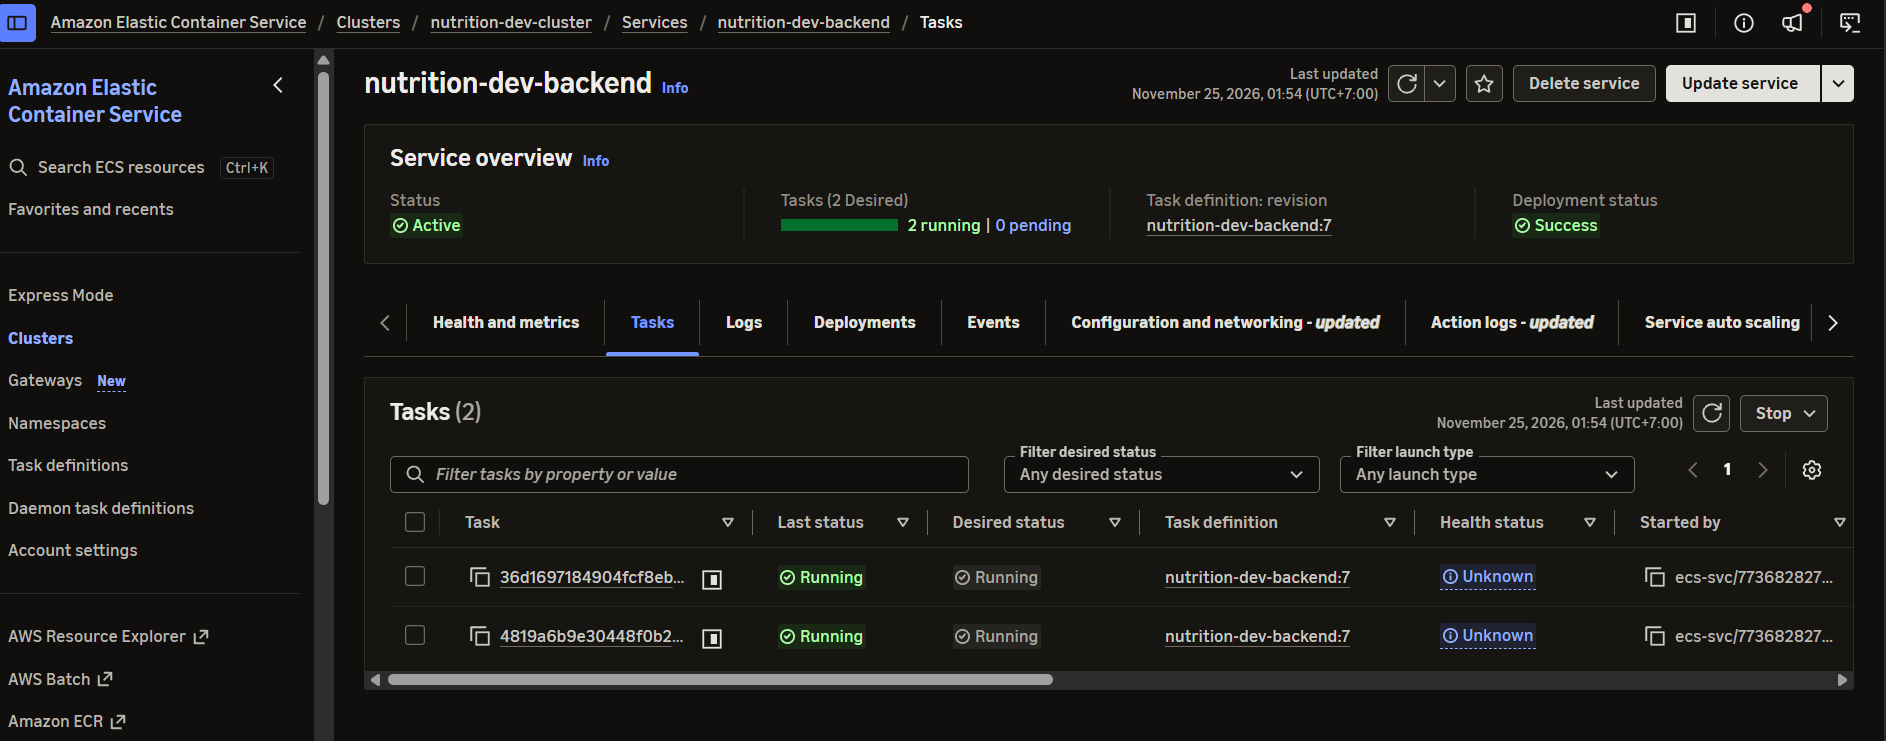 Amazon Elastic Container Service / Clusters / nutrition-dev-cluster / Services / nutrition-dev-backend / Tasks
Amazon Elastic
Container Service
Search ECS resources Ctrl+K
Favorites and recents
Express Mode
Clusters
Gateways New
Namespaces
Task definitions
Daemon task definitions
Account settings
AWS Resource Explorer
AWS Batch
Amazon ECR
nutrition-dev-backend Info
Last updated
November 25, 2026, 01:54 (UTC+7:00)
Delete service
Update service
Service overview Info
Status
Active
Tasks (2 Desired)
2 running | 0 pending
Task definition: revision
nutrition-dev-backend:7
Deployment status
Success
Health and metrics
Tasks
Logs
Deployments
Events
Configuration and networking - updated
Action logs - updated
Service auto scaling
Tasks (2)
Last updated
November 25, 2026, 01:54 (UTC+7:00)
Stop
Filter tasks by property or value
Filter desired status
Any desired status
Filter launch type
Any launch type
1
Task Last status Desired status Task definition Health status Started by
36d1697184904fcf8eb... Running Running nutrition-dev-backend:7 Unknown ecs-svc/773682827...
4819a6b9e30448f0b2... Running Running nutrition-dev-backend:7 Unknown ecs-svc/773682827...